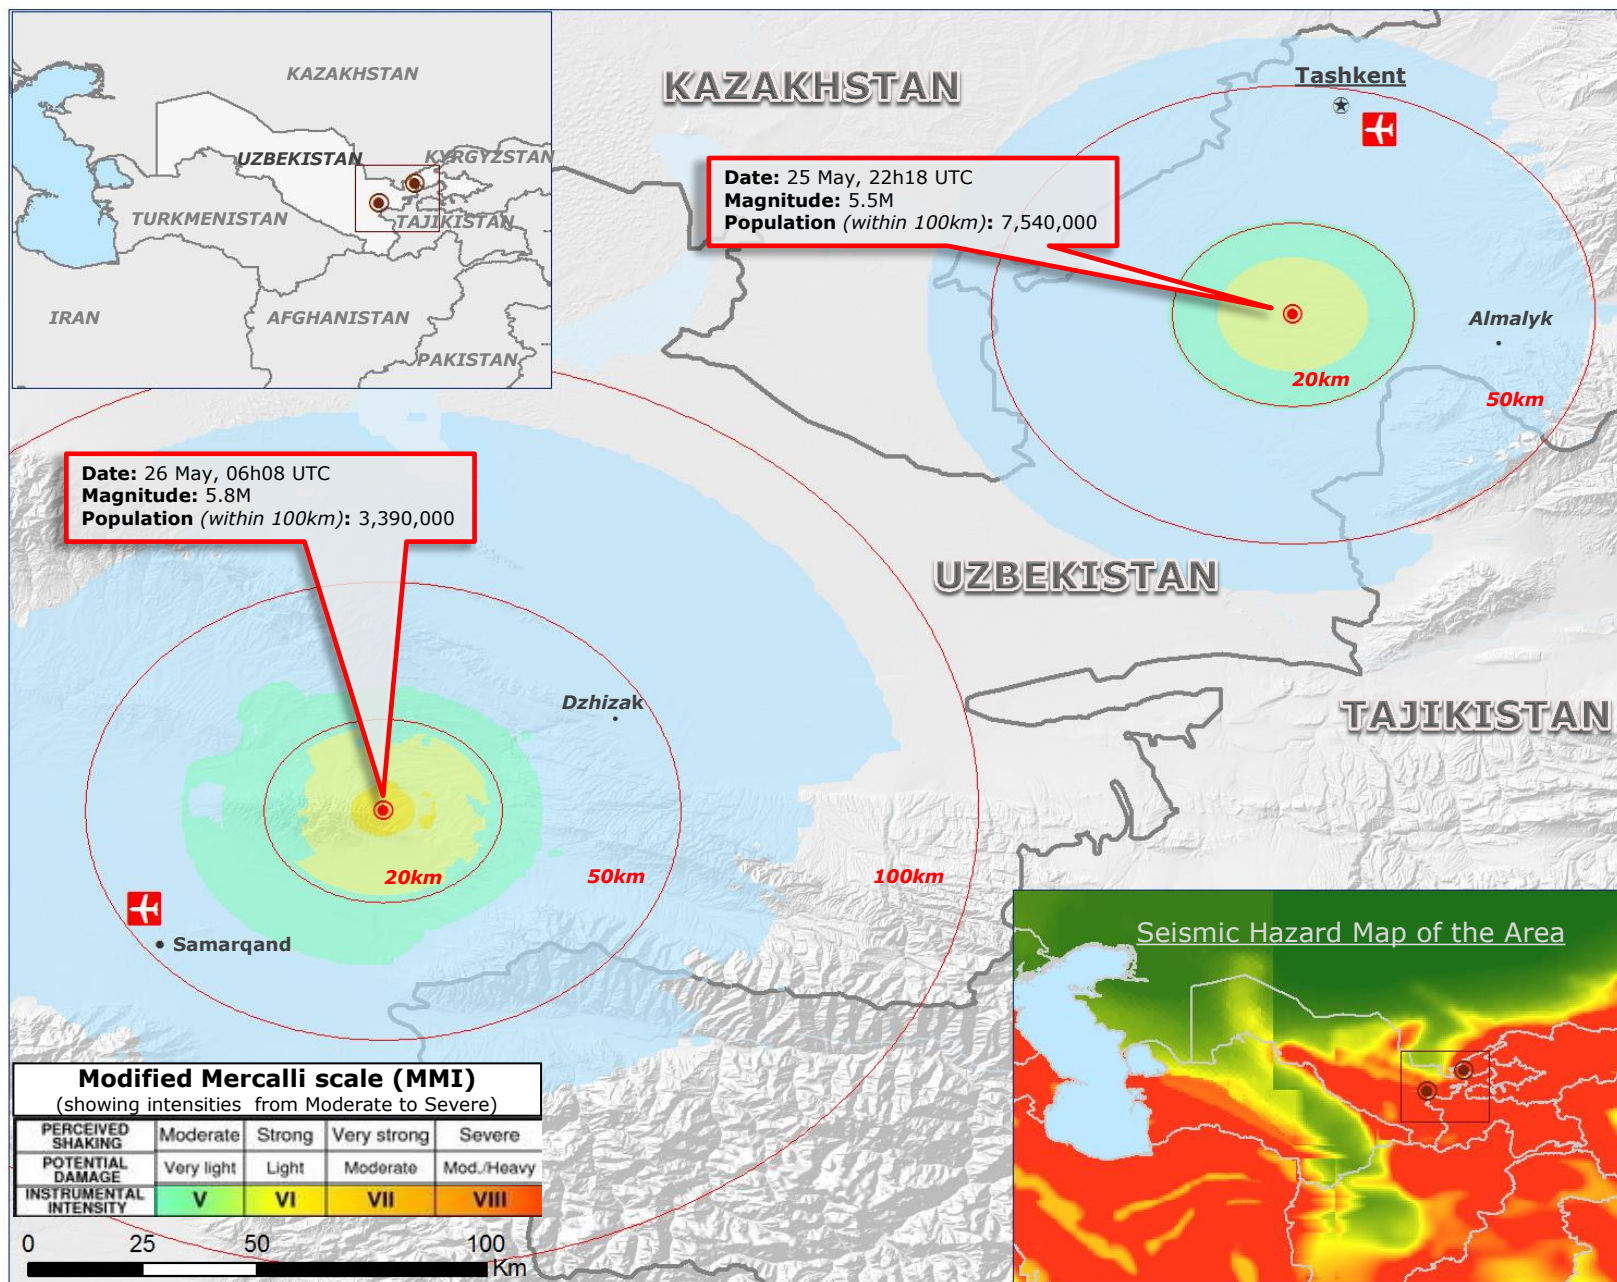 KAZAKHSTAN
UZBEKISTAN
KYRGYZSTAN
TURKMENISTAN
TAJIKISTAN
IRAN
AFGHANISTAN
PAKISTAN
KAZAKHSTAN
Tashkent
Date: 25 May, 22h18 UTC
Magnitude: 5.5M
Population (within 100km): 7,540,000
Almalyk
20km
50km
Date: 26 May, 06h08 UTC
Magnitude: 5.8M
Population (within 100km): 3,390,000
UZBEKISTAN
Dzhizak
TAJIKISTAN
20km
50km
100km
Samarqand
Seismic Hazard Map of the Area
Modified Mercalli scale (MMI)
(showing intensities from Moderate to Severe)
PERCEIVED SHAKING Moderate Strong Very strong Severe
POTENTIAL DAMAGE Very light Light Moderate Mod./Heavy
INSTRUMENTAL INTENSITY V VI VII VIII
0 25 50 100
Km